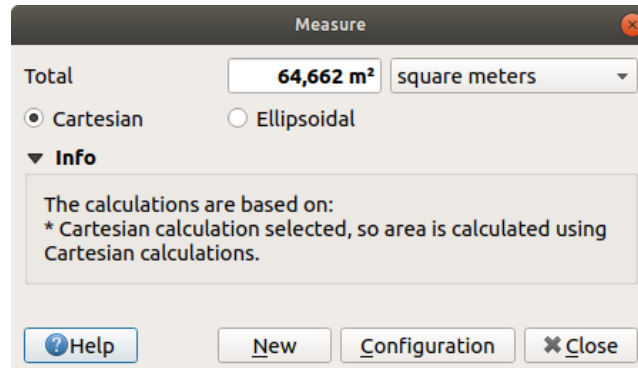 Measure
Total 64,662 m² square meters
Cartesian Ellipsoidal
Info
The calculations are based on:
* Cartesian calculation selected, so area is calculated using
Cartesian calculations.
Help New Configuration Close